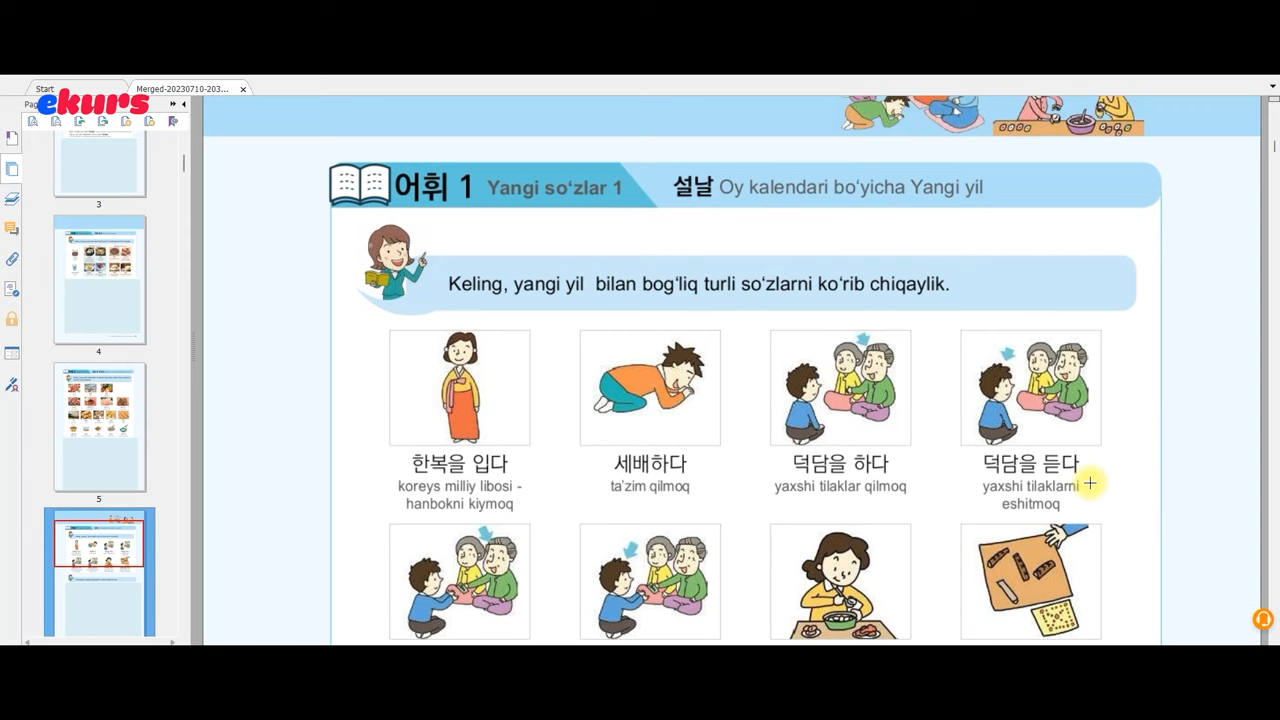 Start
Merged-20230710-203...
ekurs
3
4
5
어휘 1 Yangi so‘zlar 1 설날 Oy kalendari bo‘yicha Yangi yil
Keling, yangi yil bilan bog‘liq turli so‘zlarni ko‘rib chiqaylik.
한복을 입다
koreys milliy libosi -
hanbokni kiymoq
세배하다
ta’zim qilmoq
덕담을 하다
yaxshi tilaklar qilmoq
덕담을 듣다
yaxshi tilaklarni
eshitmoq